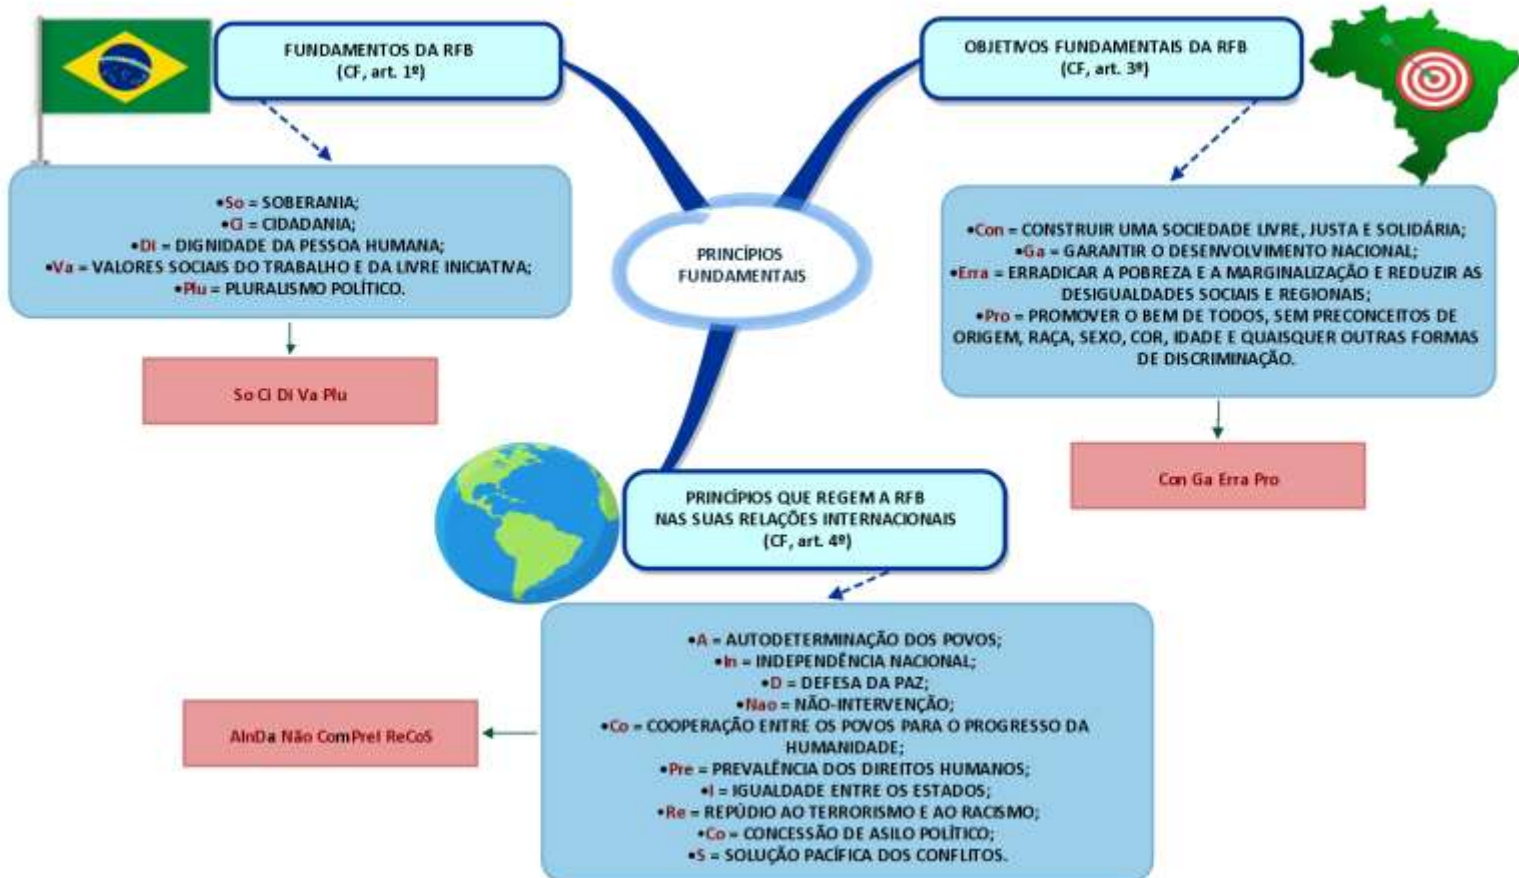 FUNDAMENTOS DA RFB
(CF, art. 1º)
•So = SOBERANIA;
•Ci = CIDADANIA;
•Di = DIGNIDADE DA PESSOA HUMANA;
•Va = VALORES SOCIAIS DO TRABALHO E DA LIVRE INICIATIVA;
•Plu = PLURALISMO POLÍTICO.
So Ci Di Va Plu
OBJETIVOS FUNDAMENTAIS DA RFB
(CF, art. 3º)
•Con = CONSTRUIR UMA SOCIEDADE LIVRE, JUSTA E SOLIDÁRIA;
•Ga = GARANTIR O DESENVOLVIMENTO NACIONAL;
•Erra = ERRADICAR A POBREZA E A MARGINALIZAÇÃO E REDUZIR AS
DESIGUALDADES SOCIAIS E REGIONAIS;
•Pro = PROMOVER O BEM DE TODOS, SEM PRECONCEITOS DE
ORIGEM, RAÇA, SEXO, COR, IDADE E QUAISQUER OUTRAS FORMAS
DE DISCRIMINAÇÃO.
Con Ga Erra Pro
PRINCÍPIOS
FUNDAMENTAIS
PRINCÍPIOS QUE REGEM A RFB
NAS SUAS RELAÇÕES INTERNACIONAIS
(CF, art. 4º)
•A = AUTODETERMINAÇÃO DOS POVOS;
•In = INDEPENDÊNCIA NACIONAL;
•D = DEFESA DA PAZ;
•Nao = NÃO-INTERVENÇÃO;
•Co = COOPERAÇÃO ENTRE OS POVOS PARA O PROGRESSO DA
HUMANIDADE;
•Pre = PREVALÊNCIA DOS DIREITOS HUMANOS;
•I = IGUALDADE ENTRE OS ESTADOS;
•Re = REPÚDIO AO TERRORISMO E AO RACISMO;
•Co = CONCESSÃO DE ASILO POLÍTICO;
•S = SOLUÇÃO PACÍFICA DOS CONFLITOS.
AInDa Não ComPreI ReCoS